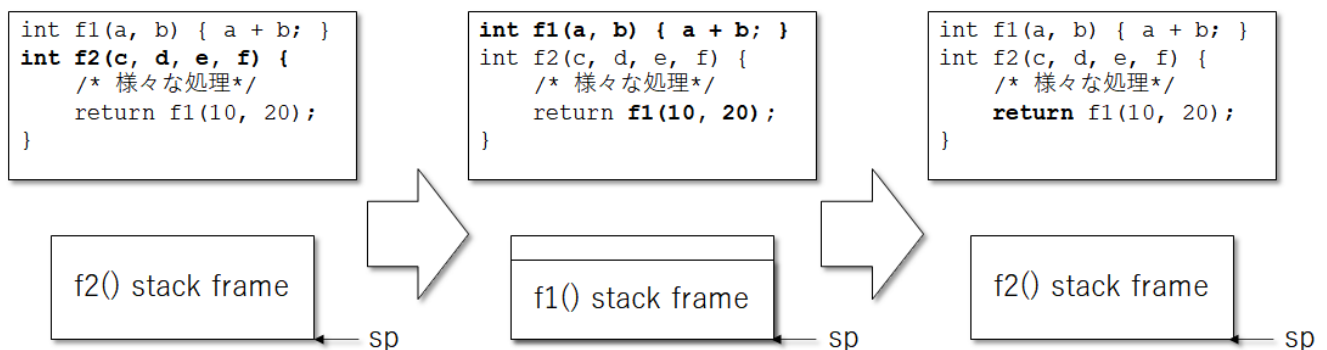 int f1(a, b) { a + b; }
int f2(c, d, e, f) {
/* 様々な処理*/
return f1(10, 20);
}
int f1(a, b) { a + b; }
int f2(c, d, e, f) {
/* 様々な処理*/
return f1(10, 20);
}
int f1(a, b) { a + b; }
int f2(c, d, e, f) {
/* 様々な処理*/
return f1(10, 20);
}
f2() stack frame
sp
f1() stack frame
sp
f2() stack frame
sp